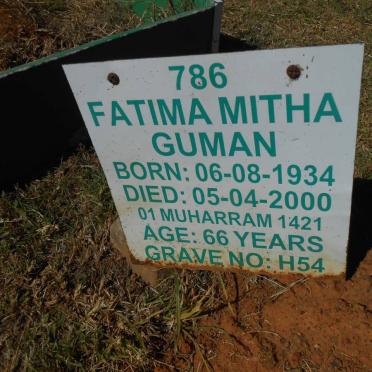 786
FATIMA MITHA
GUMAN
BORN: 06-08-1934
DIED: 05-04-2000
01 MUHARRAM 1421
AGE: 66 YEARS
GRAVE NO: H54